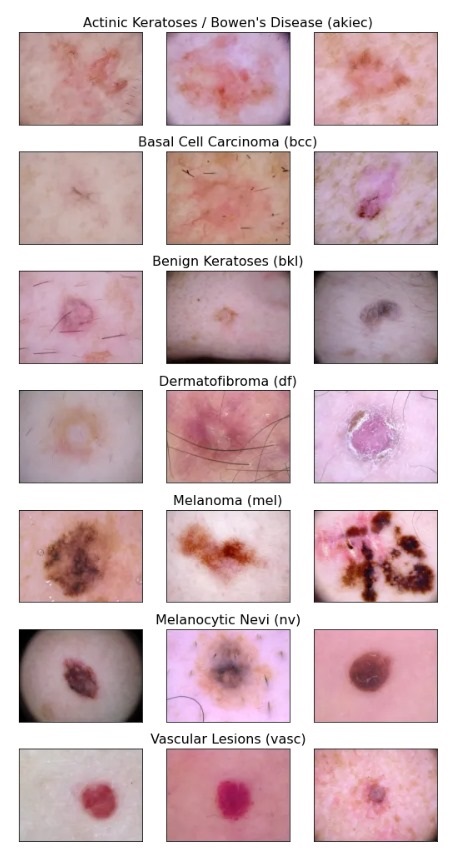 Actinic Keratoses / Bowen's Disease (akiec)
Basal Cell Carcinoma (bcc)
Benign Keratoses (bkl)
Dermatofibroma (df)
Melanoma (mel)
Melanocytic Nevi (nv)
Vascular Lesions (vasc)